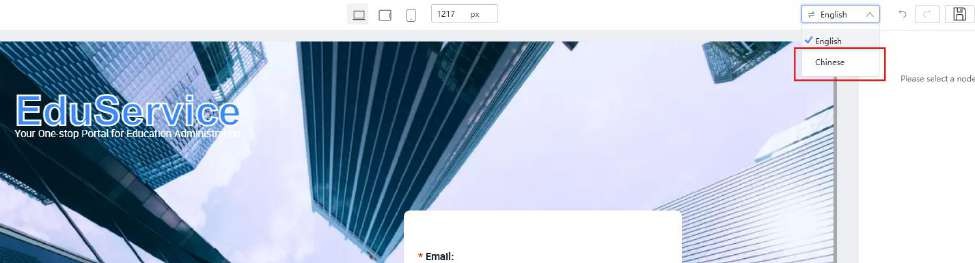 1217 px
English
English
Chinese
Please select a node
EduService
Your One-stop Portal for Education Administration
* Email: